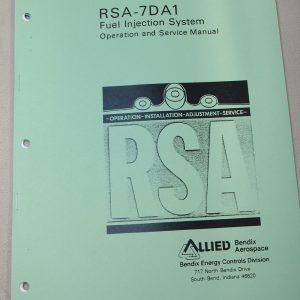 RSA-7DA1
Fuel Injection System
Operation and Service Manual
-OPERATION-INSTALLATION-ADJUSTMENT-SERVICE-
RSA
ALLIED Bendix
Aerospace
Bendix Energy Controls Division
717 North Bendix Drive
South Bend, Indiana 46620